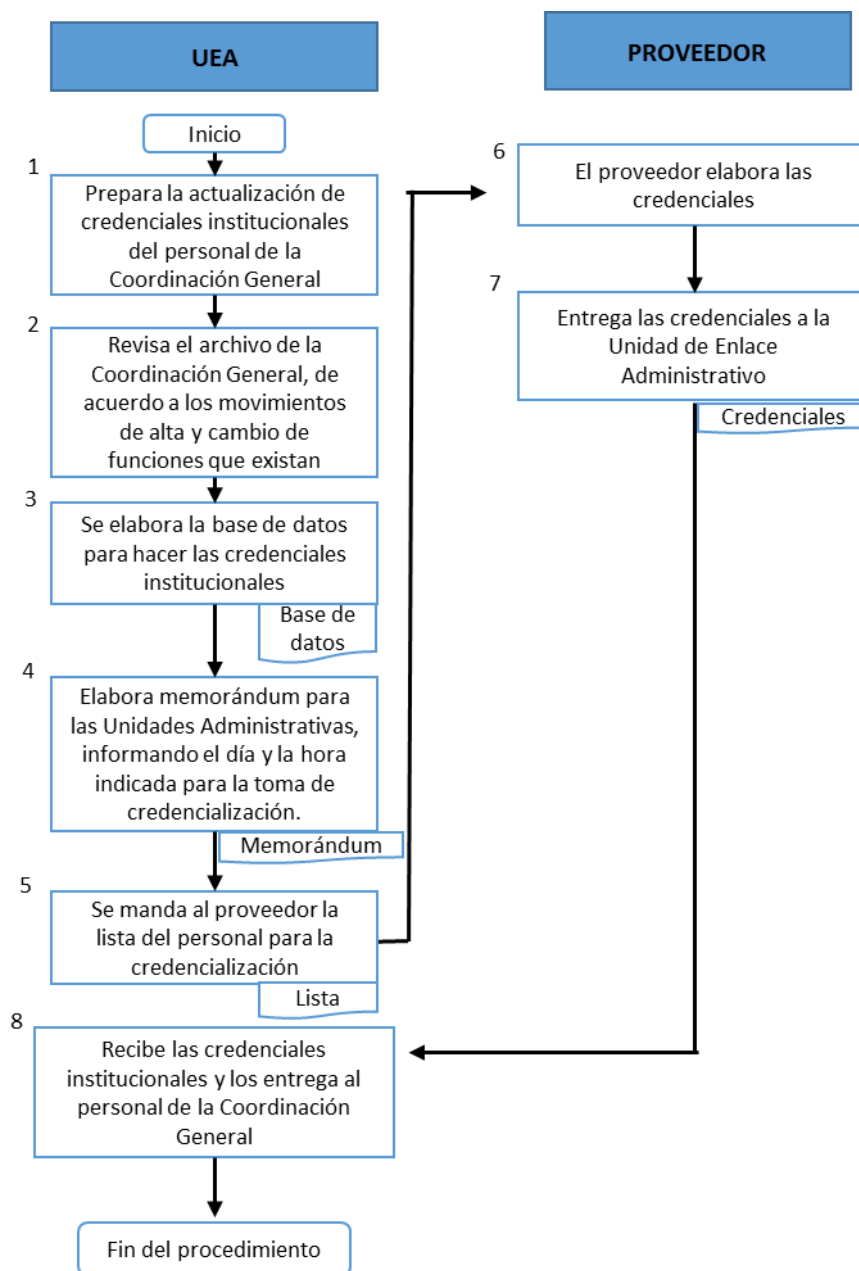 UEA
PROVEEDOR
Inicio
1
Prepara la actualización de
credenciales institucionales
del personal de la
Coordinación General
2
Revisa el archivo de la
Coordinación General, de
acuerdo a los movimientos
de alta y cambio de
funciones que existan
3
Se elabora la base de datos
para hacer las credenciales
institucionales
Base de
datos
4
Elabora memorándum para
las Unidades Administrativas,
informando el día y la hora
indicada para la toma de
credencialización.
Memorándum
5
Se manda al proveedor la
lista del personal para la
credencialización
Lista
6
El proveedor elabora las
credenciales
7
Entrega las credenciales a la
Unidad de Enlace
Administrativo
Credenciales
8
Recibe las credenciales
institucionales y los entrega al
personal de la Coordinación
General
Fin del procedimiento